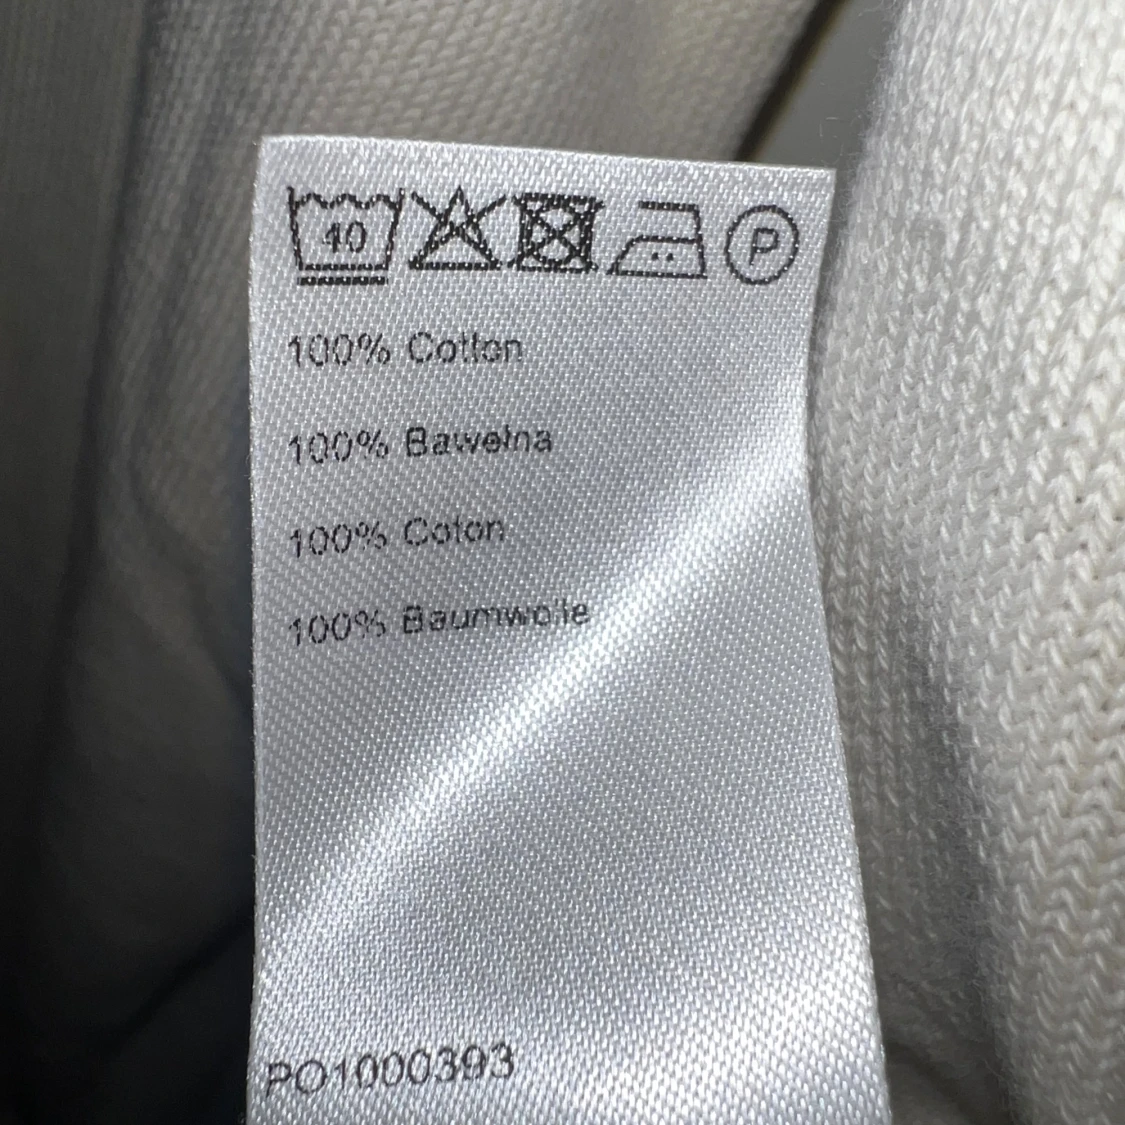 40
P
100% Cotton
100% Bawełna
100% Coton
100% Baumwolle
PO1000393